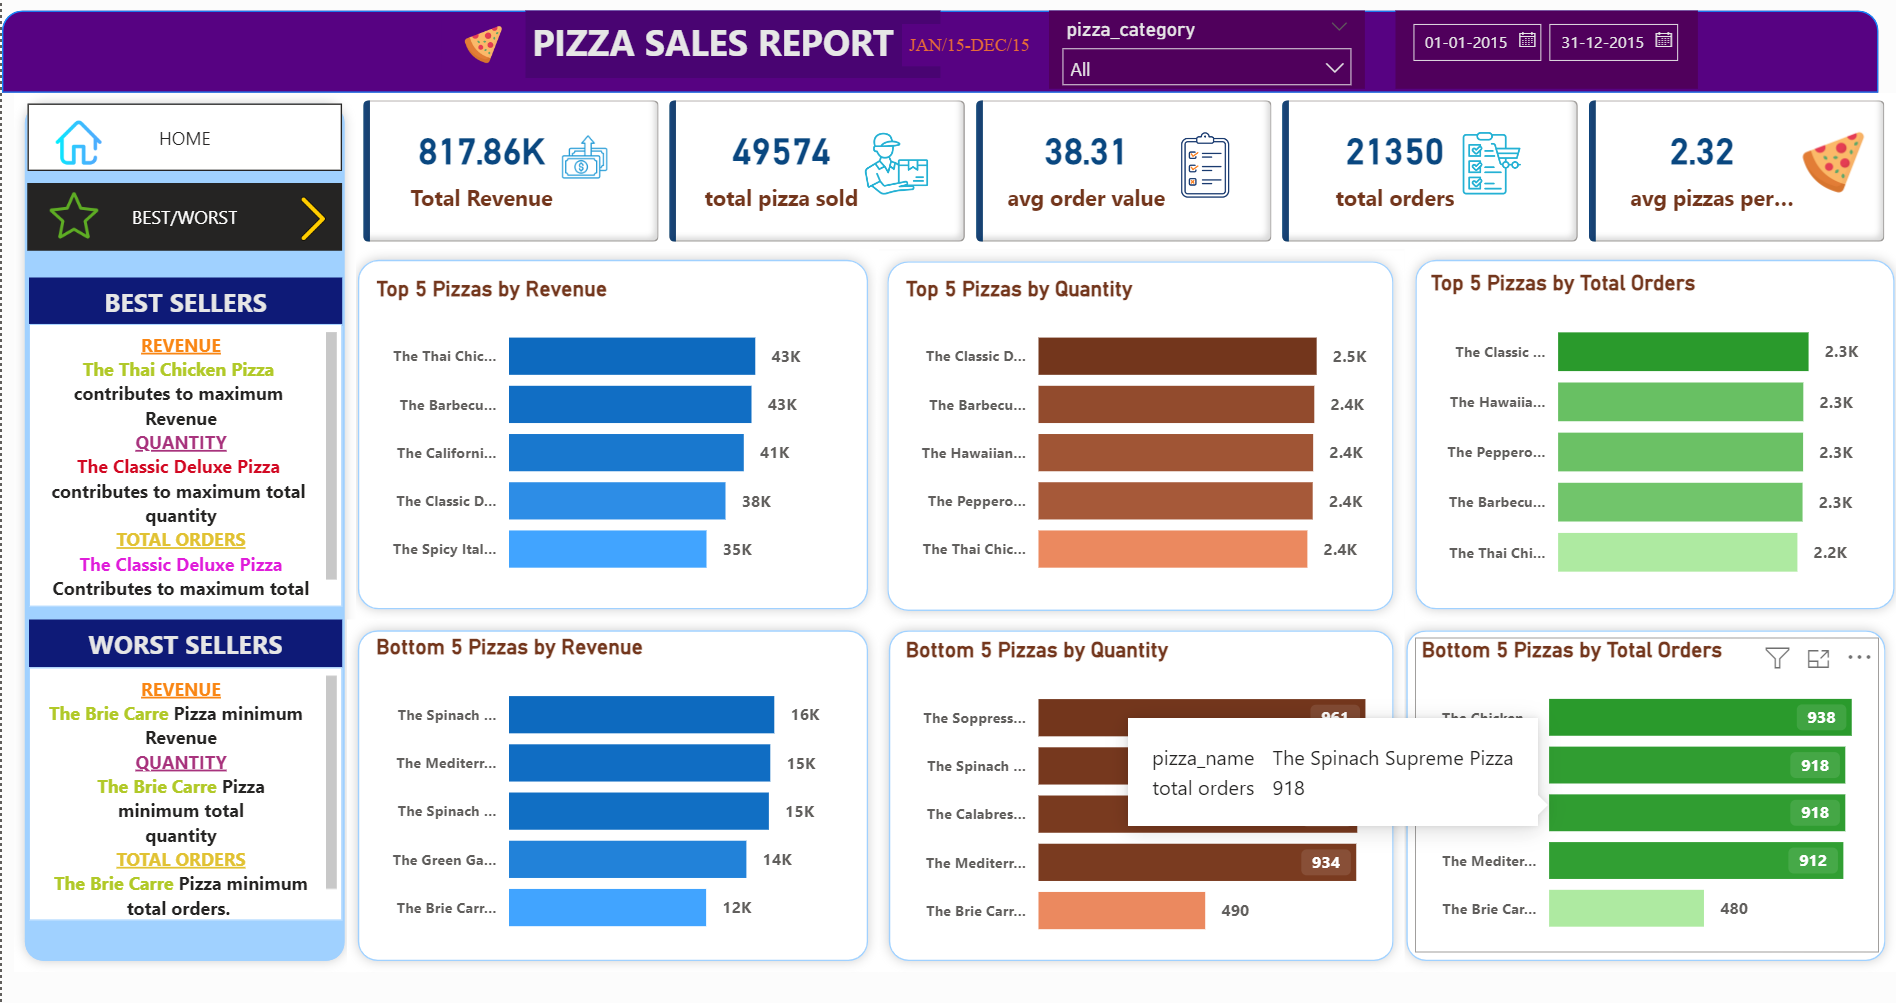 PIZZA SALES REPORT
JAN/15-DEC/15
pizza_category
All
01-01-2015
31-12-2015
HOME
BEST/WORST
817.86K
Total Revenue
49574
total pizza sold
38.31
avg order value
21350
total orders
2.32
avg pizzas per...
BEST SELLERS
REVENUE
The Thai Chicken Pizza
contributes to maximum
Revenue
QUANTITY
The Classic Deluxe Pizza
contributes to maximum total
quantity
TOTAL ORDERS
The Classic Deluxe Pizza
Contributes to maximum total
WORST SELLERS
REVENUE
The Brie Carre Pizza minimum
Revenue
QUANTITY
The Brie Carre Pizza
minimum total
quantity
TOTAL ORDERS
The Brie Carre Pizza minimum
total orders.
Top 5 Pizzas by Revenue
The Thai Chic... 43K
The Barbecu... 43K
The Californi... 41K
The Classic D... 38K
The Spicy Ital... 35K
Top 5 Pizzas by Quantity
The Classic D... 2.5K
The Barbecu... 2.4K
The Hawaiian... 2.4K
The Peppero... 2.4K
The Thai Chic... 2.4K
Top 5 Pizzas by Total Orders
The Classic ... 2.3K
The Hawaiia... 2.3K
The Peppero... 2.3K
The Barbecu... 2.3K
The Thai Chi... 2.2K
Bottom 5 Pizzas by Revenue
The Spinach ... 16K
The Mediterr... 15K
The Spinach ... 15K
The Green Ga... 14K
The Brie Carr... 12K
Bottom 5 Pizzas by Quantity
The Soppress... 961
The Spinach ...
The Calabres...
The Mediterr... 934
The Brie Carr... 490
Bottom 5 Pizzas by Total Orders
The Chicken 938
918
918
The Mediter... 912
The Brie Car... 480
pizza_name The Spinach Supreme Pizza
total orders 918